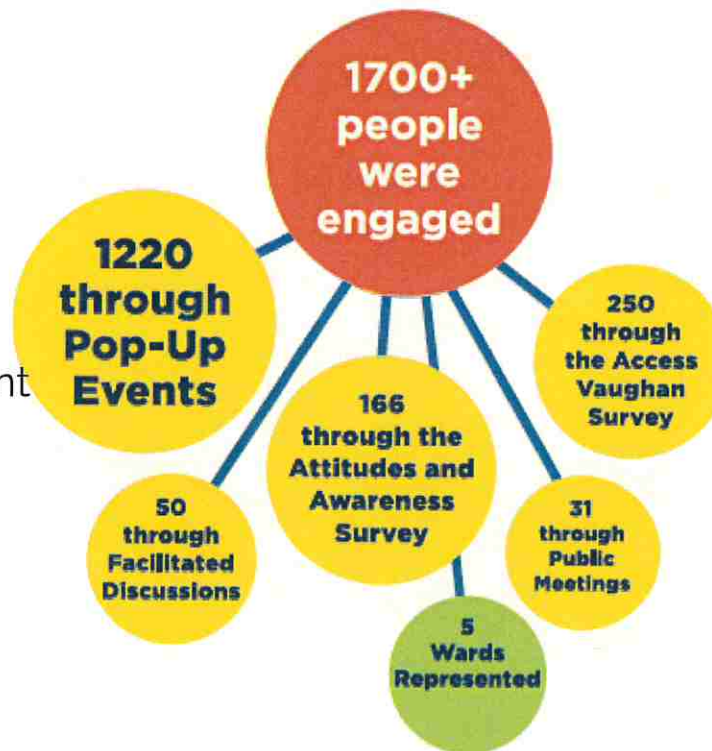 1700+
people
were
engaged
1220
through
Pop-Up
Events
nt
250
through
the Access
Vaughan
Survey
166
through the
Attitudes and
Awareness
Survey
50
through
Facilitated
Discussions
31
through
Public
Meetings
5
Wards
Represented